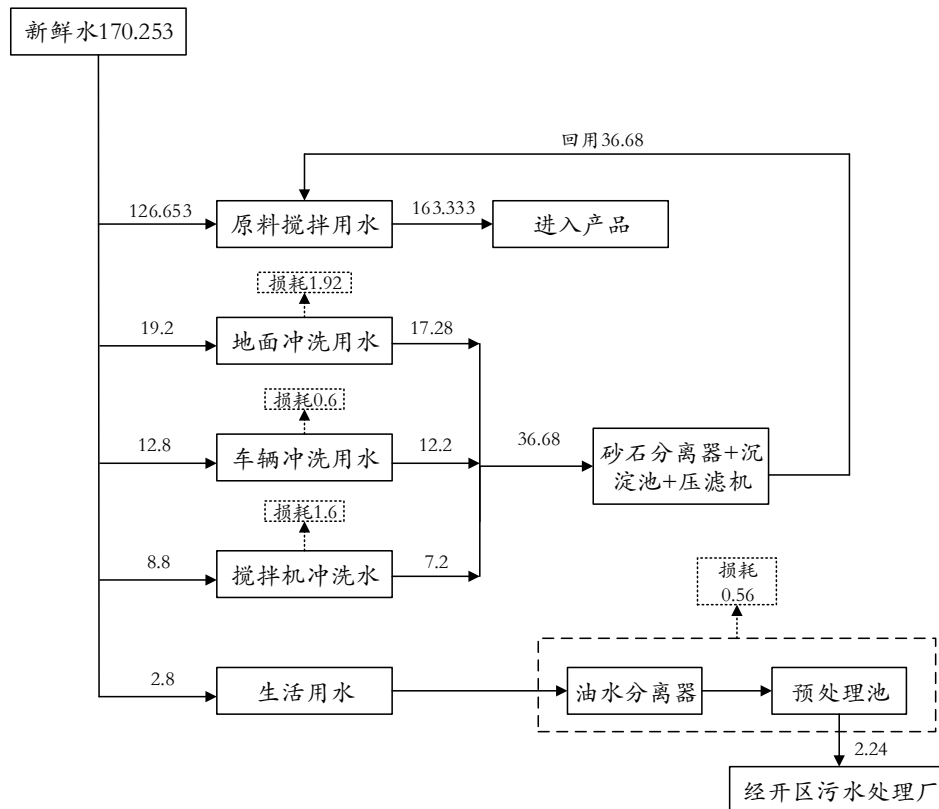 新鲜水170.253
回用36.68
126.653
原料搅拌用水
163.333
进入产品
损耗1.92
19.2
地面冲洗用水
17.28
损耗0.6
12.8
车辆冲洗用水
12.2
36.68
砂石分离器+沉
淀池+压滤机
损耗1.6
8.8
搅拌机冲洗水
7.2
损耗
0.56
2.8
生活用水
油水分离器
预处理池
2.24
经开区污水处理厂